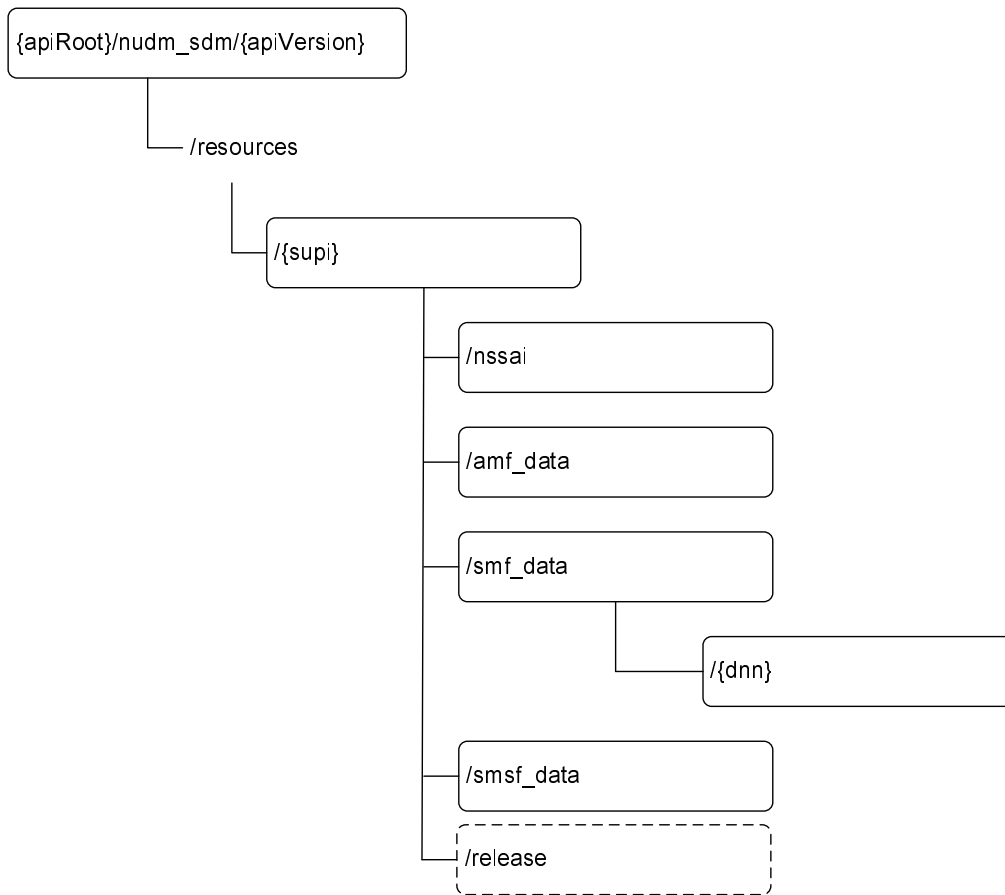 {apiRoot}/nudm_sdm/{apiVersion}
/resources
/{supi}
/nssai
/amf_data
/smf_data
/{dnn}
/smsf_data
/release